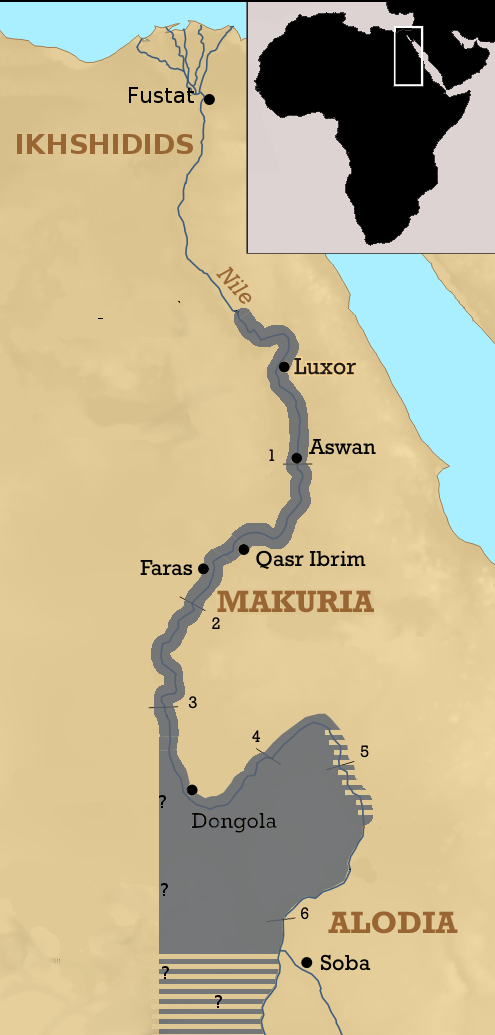 Fustat
IKHSHIDIDS
Nile
Luxor
1
Aswan
Qasr Ibrim
Faras
MAKURIA
2
3
4
5
?
Dongola
?
6
ALODIA
Soba
?
?